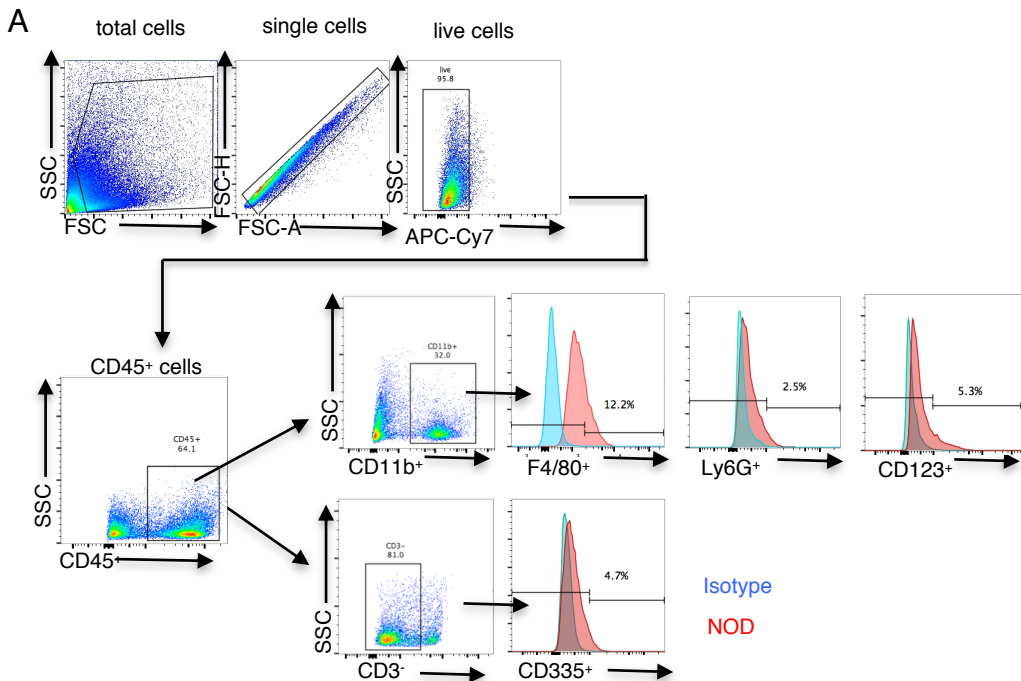 A
total cells
single cells
live cells
live
95.8
SSC
FSC
FSC-H
FSC-A
SSC
APC-Cy7
CD45+ cells
CD45+
64.1
SSC
CD45+
CD11b+
32.0
SSC
CD11b+
12.2%
F4/80+
2.5%
Ly6G+
5.3%
CD123+
CD3-
81.0
SSC
CD3-
4.7%
CD335+
Isotype
NOD